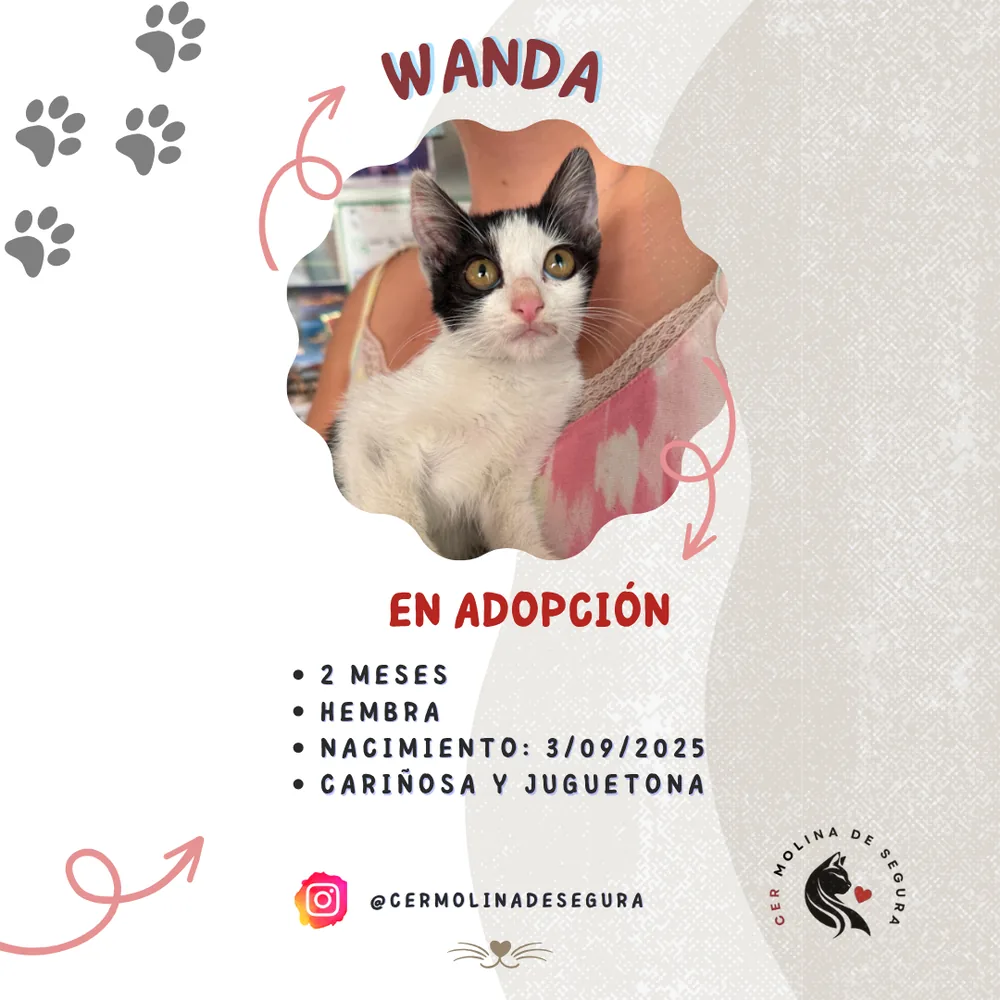 WANDA
EN ADOPCIÓN
• 2 MESES
• HEMBRA
• NACIMIENTO: 3/09/2025
• CARIÑOSA Y JUGUETONA
@CERMOLINADESEGURA
CER MOLINA DE SEGURA